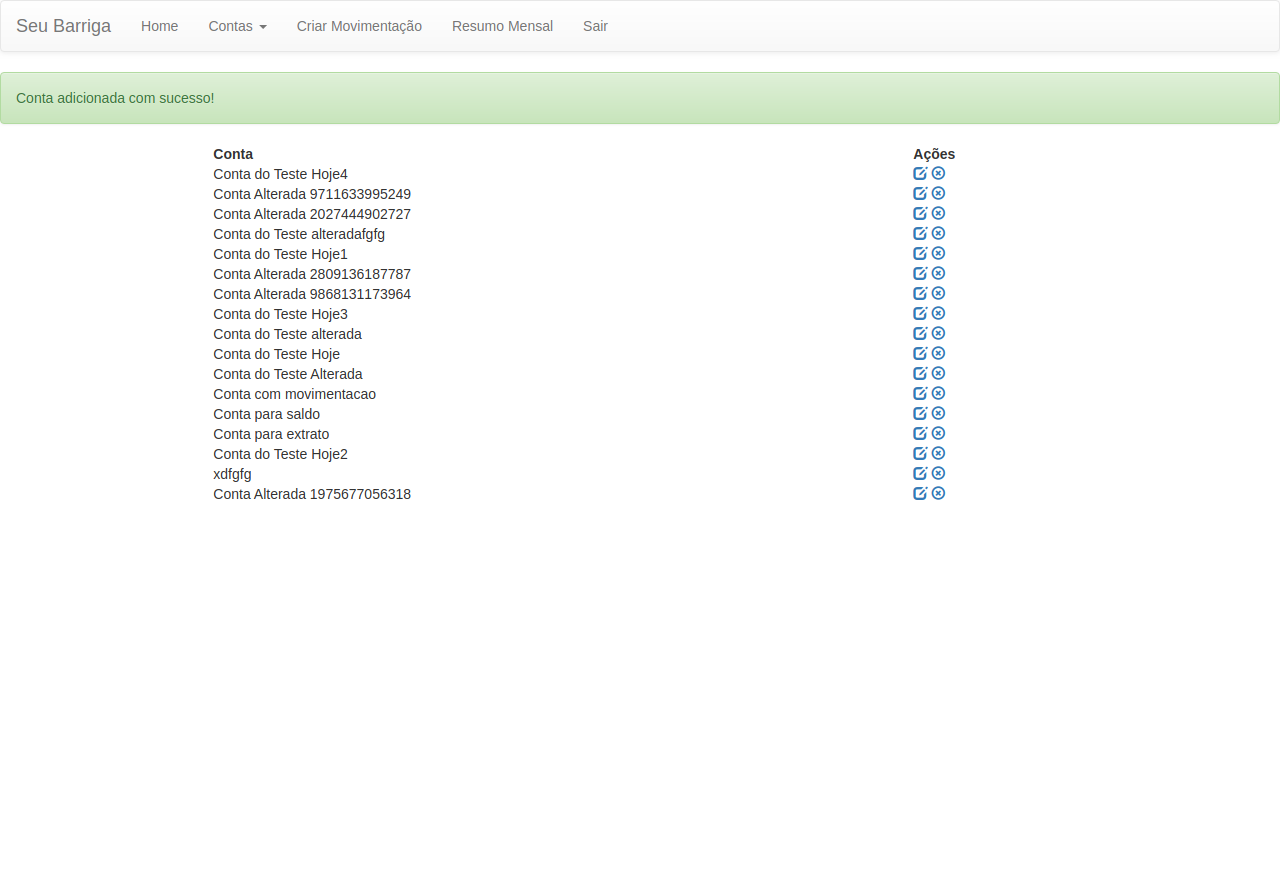 Seu Barriga Home Contas Criar Movimentação Resumo Mensal Sair
Conta adicionada com sucesso!
Conta Ações
Conta do Teste Hoje4
Conta Alterada 9711633995249
Conta Alterada 2027444902727
Conta do Teste alteradafgfg
Conta do Teste Hoje1
Conta Alterada 2809136187787
Conta Alterada 9868131173964
Conta do Teste Hoje3
Conta do Teste alterada
Conta do Teste Hoje
Conta do Teste Alterada
Conta com movimentacao
Conta para saldo
Conta para extrato
Conta do Teste Hoje2
xdfgfg
Conta Alterada 1975677056318